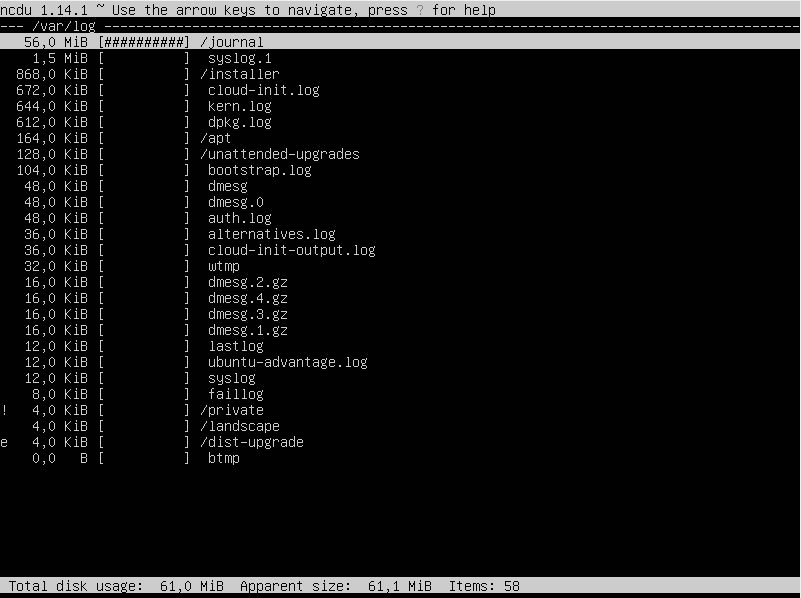 ncdu 1.14.1 ~ Use the arrow keys to navigate, press ? for help
--- /var/log ----------------------------------------------------------------------------------------
   56,0 MiB [##########] /journal
    1,5 MiB [          ]  syslog.1
  868,0 KiB [          ] /installer
  672,0 KiB [          ]  cloud-init.log
  644,0 KiB [          ]  kern.log
  612,0 KiB [          ]  dpkg.log
  164,0 KiB [          ] /apt
  128,0 KiB [          ] /unattended-upgrades
  104,0 KiB [          ]  bootstrap.log
   48,0 KiB [          ]  dmesg
   48,0 KiB [          ]  dmesg.0
   48,0 KiB [          ]  auth.log
   36,0 KiB [          ]  alternatives.log
   36,0 KiB [          ]  cloud-init-output.log
   32,0 KiB [          ]  wtmp
   16,0 KiB [          ]  dmesg.2.gz
   16,0 KiB [          ]  dmesg.4.gz
   16,0 KiB [          ]  dmesg.3.gz
   16,0 KiB [          ]  dmesg.1.gz
   12,0 KiB [          ]  lastlog
   12,0 KiB [          ]  ubuntu-advantage.log
   12,0 KiB [          ]  syslog
    8,0 KiB [          ]  faillog
!   4,0 KiB [          ] /private
    4,0 KiB [          ] /landscape
e   4,0 KiB [          ] /dist-upgrade
    0,0   B [          ]  btmp
 Total disk usage:  61,0 MiB  Apparent size:  61,1 MiB  Items: 58